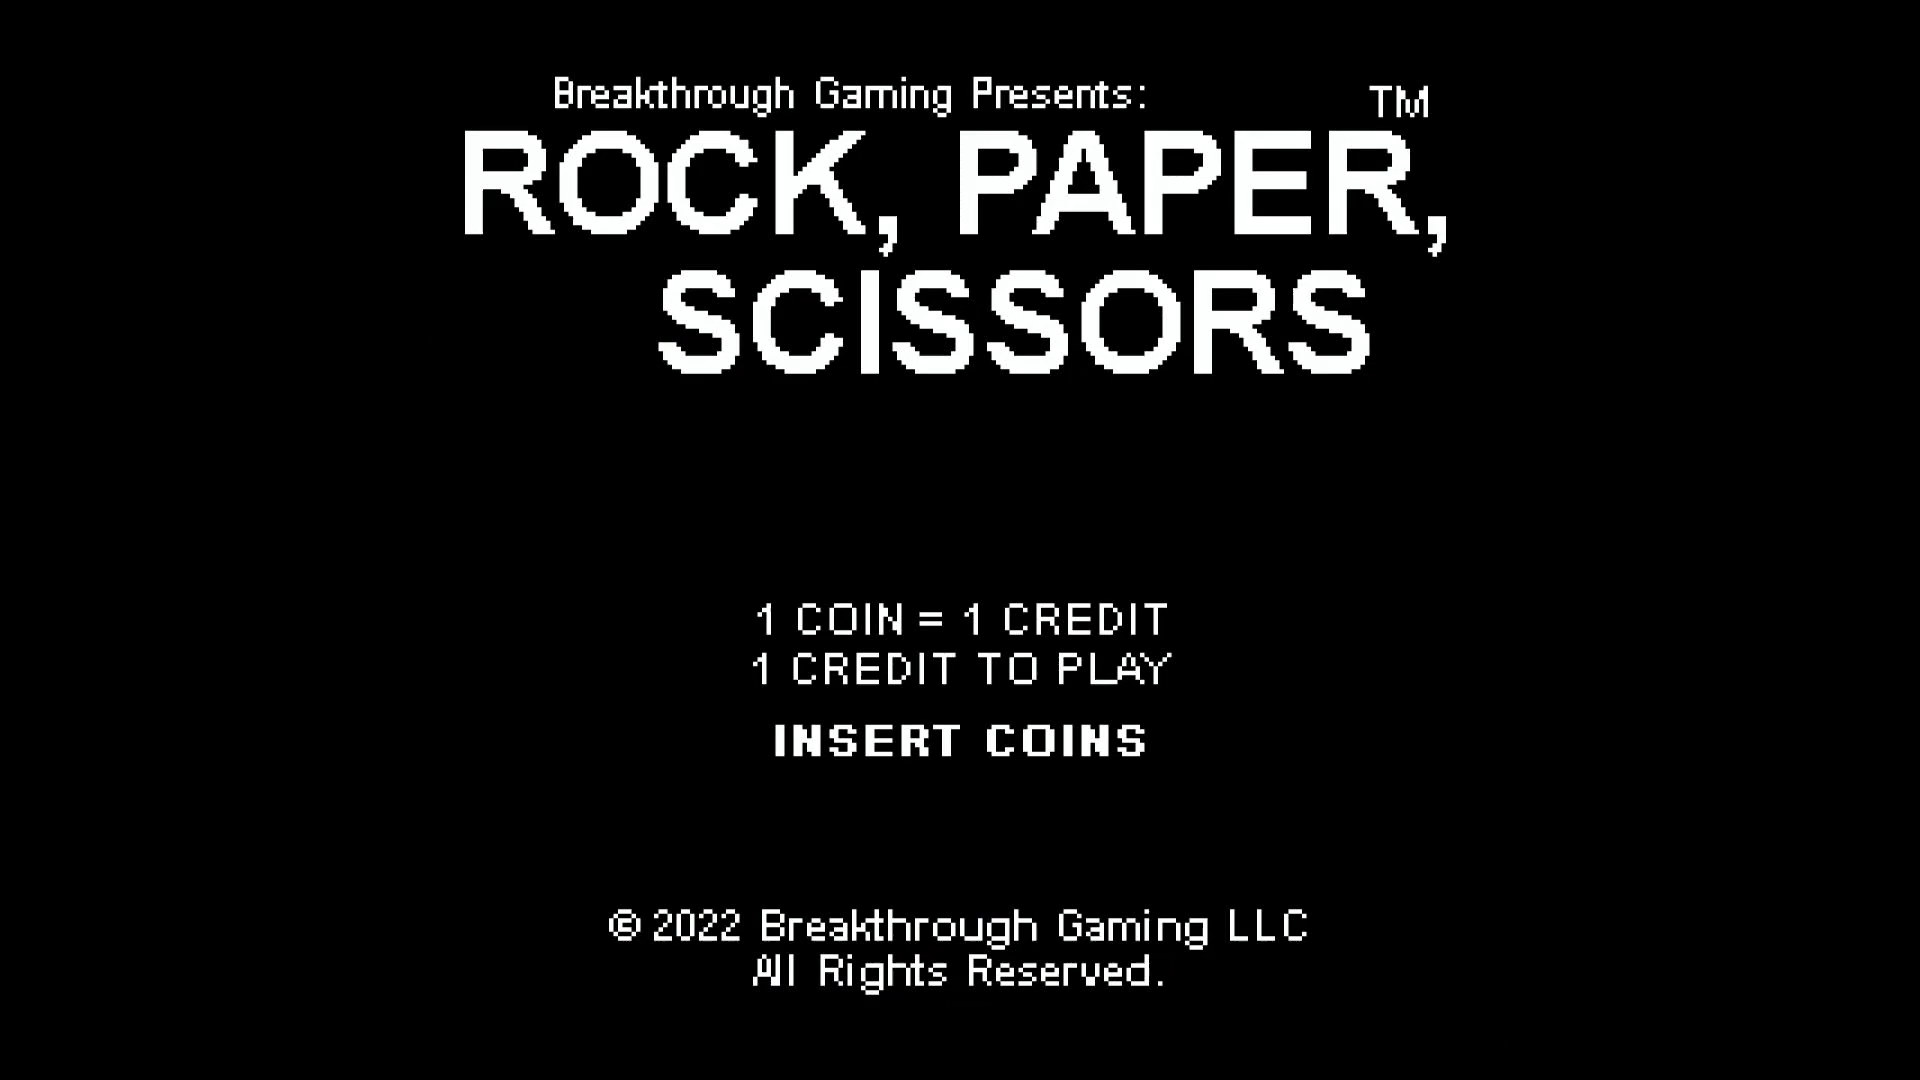 Breakthrough Gaming Presents:
ROCK, PAPER, ™
SCISSORS
1 COIN = 1 CREDIT
1 CREDIT TO PLAY
INSERT COINS
© 2022 Breakthrough Gaming LLC
All Rights Reserved.